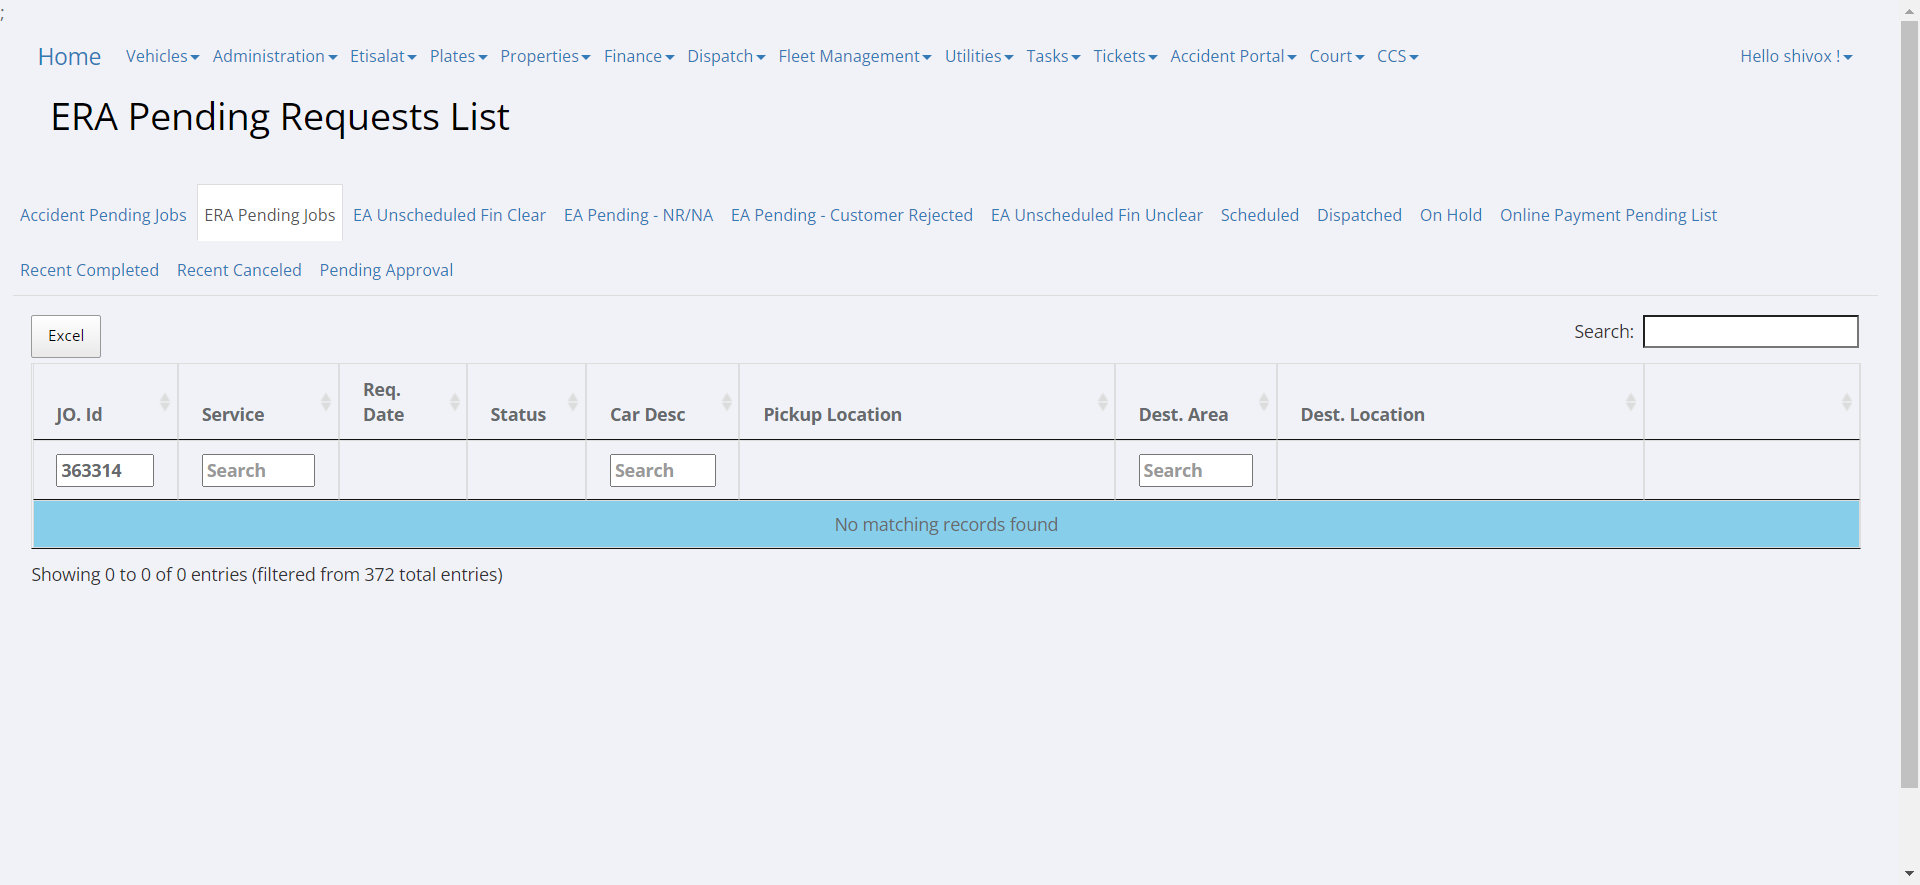 ;
Home Vehicles Administration Etisalat Plates Properties Finance Dispatch Fleet Management Utilities Tasks Tickets Accident Portal Court CCS Hello shivox !
ERA Pending Requests List
Accident Pending Jobs ERA Pending Jobs EA Unscheduled Fin Clear EA Pending - NR/NA EA Pending - Customer Rejected EA Unscheduled Fin Unclear Scheduled Dispatched On Hold Online Payment Pending List
Recent Completed Recent Canceled Pending Approval
Excel Search:
JO. Id Service Req. Date Status Car Desc Pickup Location Dest. Area Dest. Location
363314 Search Search Search
No matching records found
Showing 0 to 0 of 0 entries (filtered from 372 total entries)